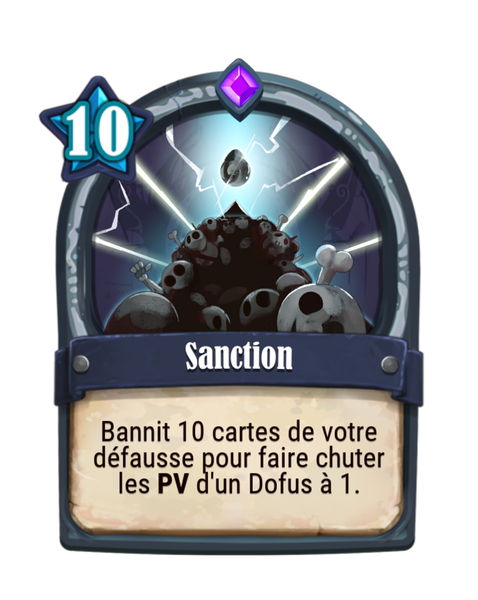 10
Sanction
Bannit 10 cartes de votre
défausse pour faire chuter
les PV d'un Dofus à 1.